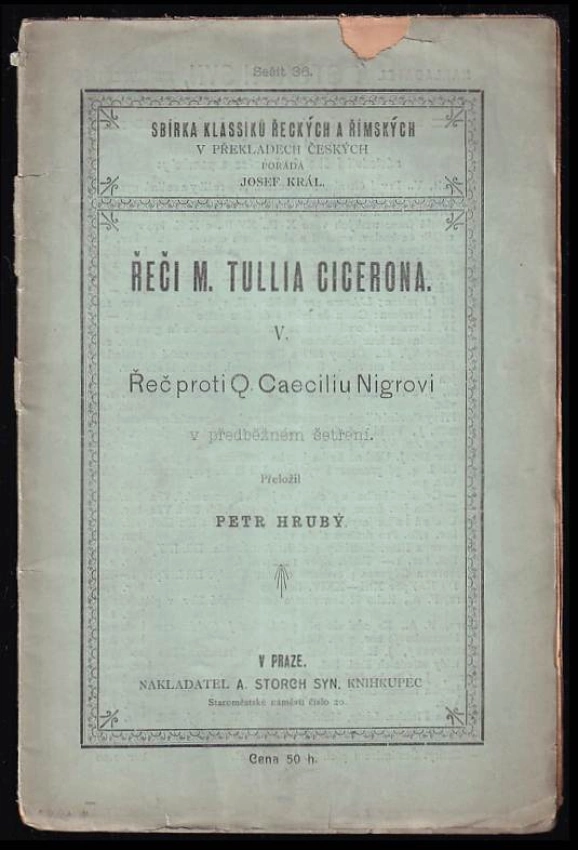 Sešit 36.
SBÍRKA KLASSIKŮ ŘECKÝCH A ŘÍMSKÝCH
V PŘEKLADECH ČESKÝCH
POŘÁDÁ
JOSEF KRÁL.
ŘEČI M. TULLIA CICERONA.
V.
Řeč proti Q. Caeciliu Nigrovi
v předběžném šetření.
Přeložil
PETR HRUBÝ.
V PRAZE.
NAKLADATEL A. STORCH SYN, KNIHKUPEC
Staroměstské náměstí číslo 20.
Cena 50 h.